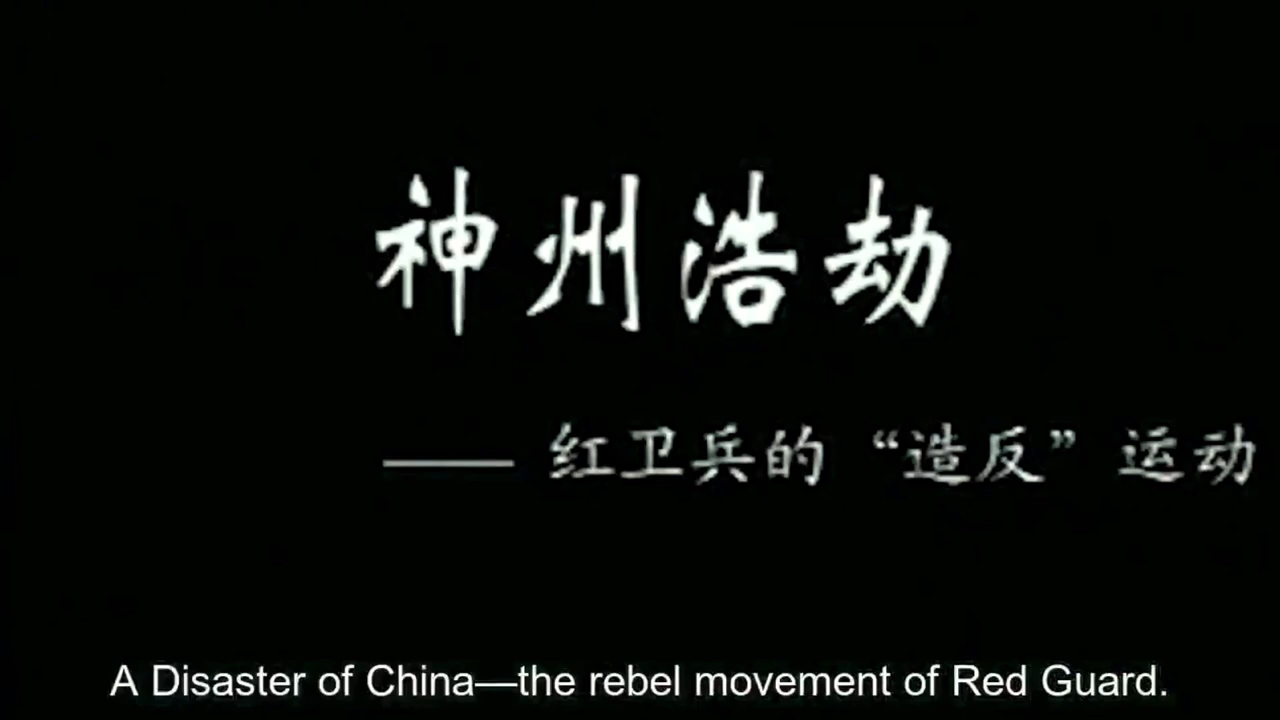 神州浩劫
—— 红卫兵的 “造反” 运动
A Disaster of China—the rebel movement of Red Guard.